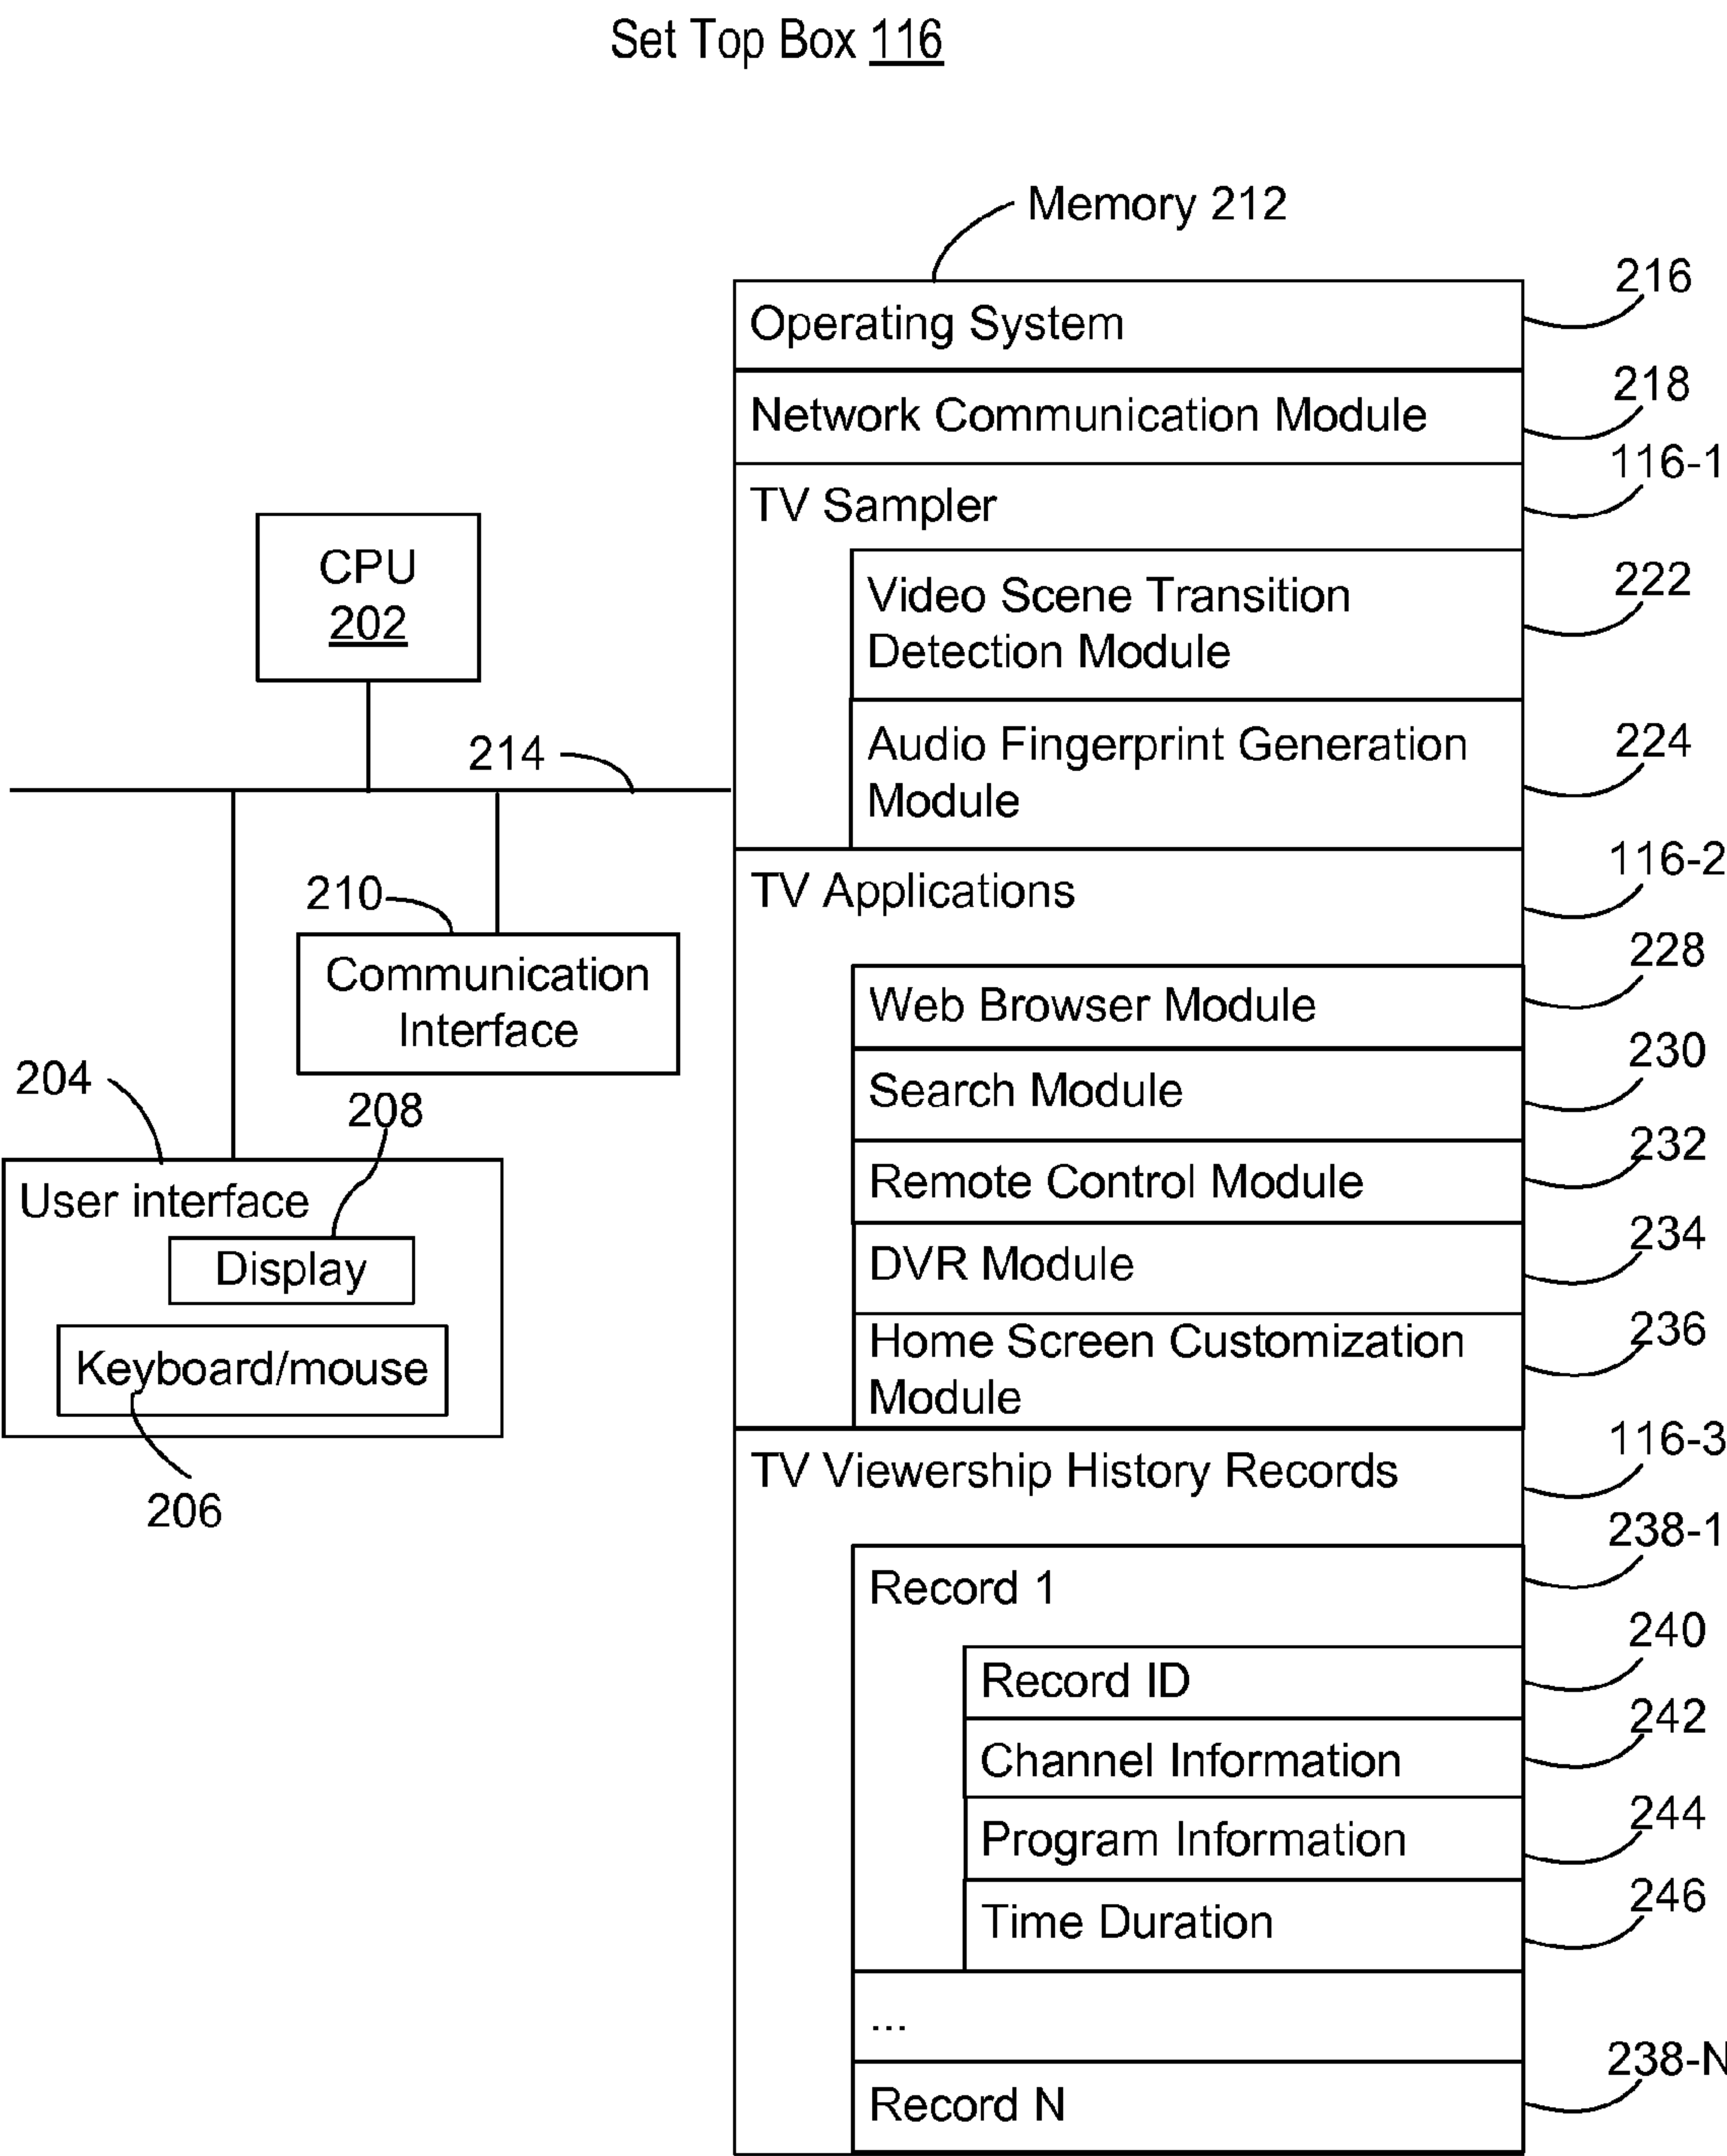 Set Top Box 116
Memory 212
Operating System
216
Network Communication Module
218
TV Sampler
116-1
Video Scene Transition
Detection Module
222
Audio Fingerprint Generation
Module
224
TV Applications
116-2
Web Browser Module
228
Search Module
230
Remote Control Module
232
DVR Module
234
Home Screen Customization
Module
236
TV Viewership History Records
116-3
Record 1
238-1
Record ID
240
Channel Information
242
Program Information
244
Time Duration
246
...
Record N
238-N
CPU
202
214
210
Communication
Interface
204
208
User interface
Display
Keyboard/mouse
206